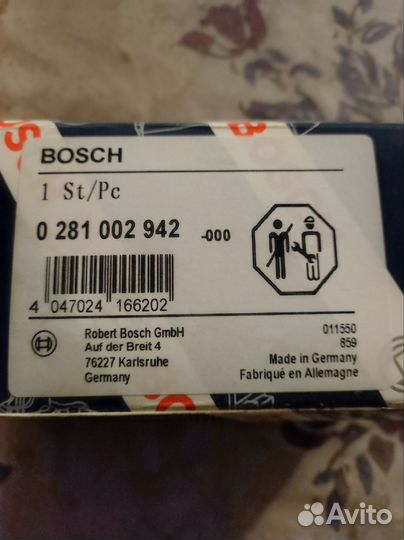 BOSCH
1 St/Pc
0 281 002 942 -000
4 047024 166202
Robert Bosch GmbH
Auf der Breit 4
76227 Karlsruhe
Germany
011550
859
Made in Germany
Fabriqué en Allemagne
Avito